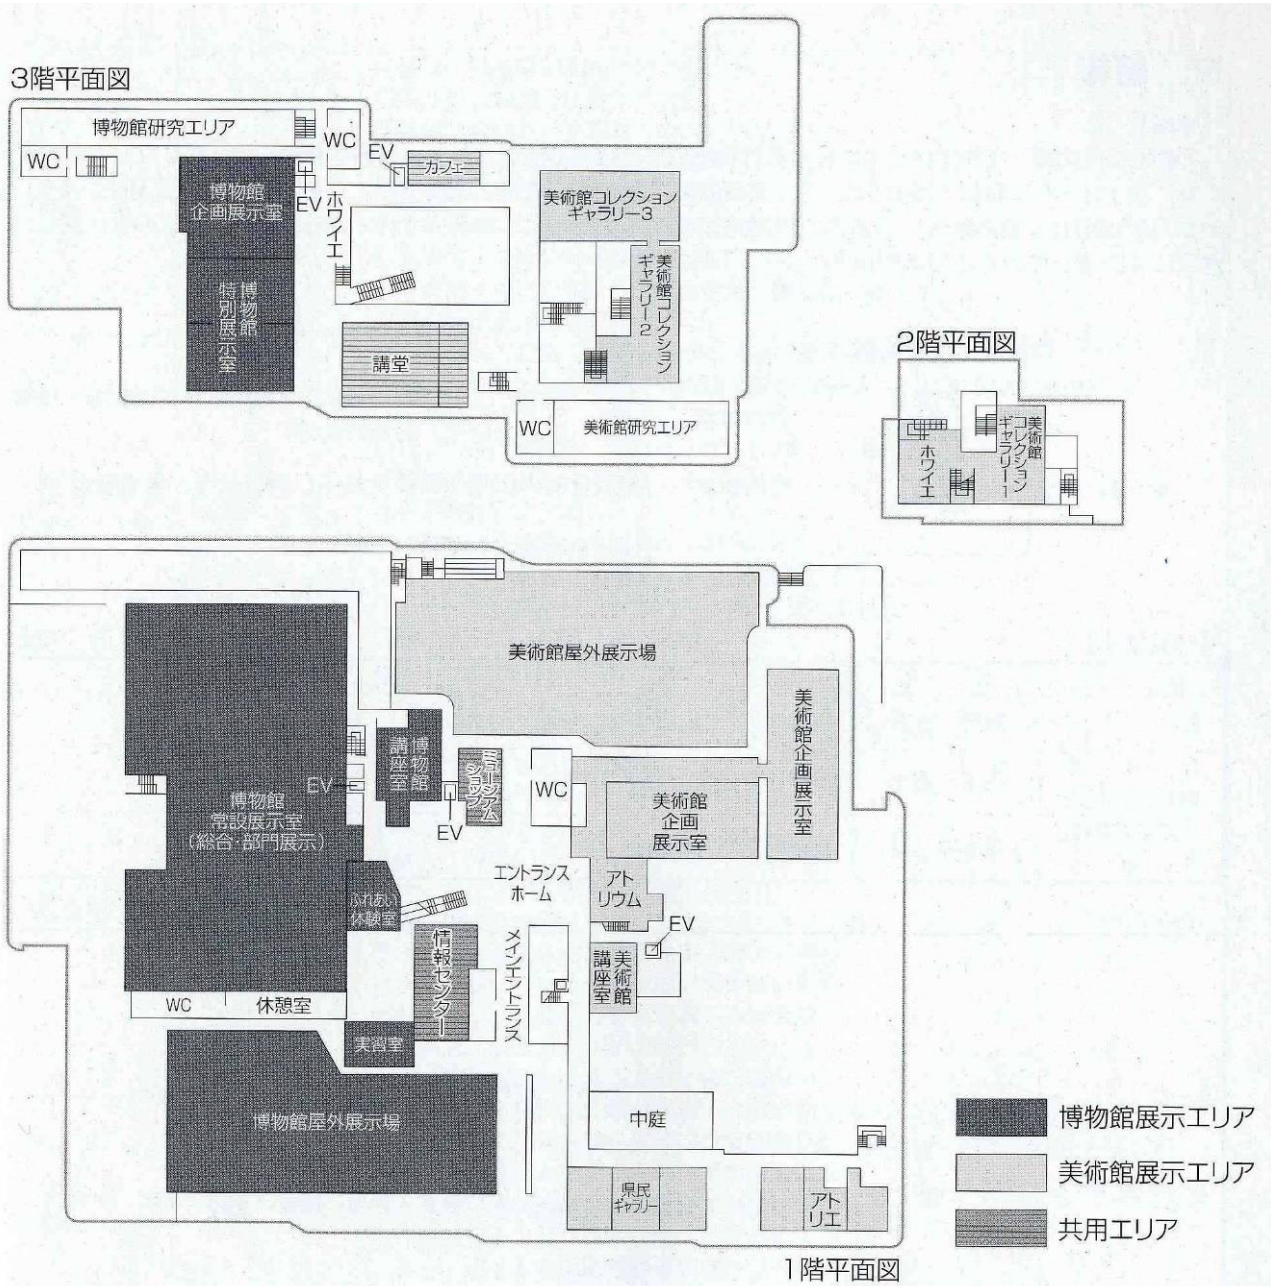 3階平面図
博物館研究エリア
WC
WC
EV
カフェ
博物館
企画展示室
EV
ホワイエ
美術館コレクション
ギャラリー3
博物館
特別展示室
美術館コレクション
ギャラリー2
講堂
WC
美術館研究エリア
2階平面図
美術館
コレクション
ギャラリー1
ホワイエ
美術館屋外展示場
美術館企画展示室
博物館
講座室
ミュージアム
ショップ
WC
EV
EV
博物館
常設展示室
(総合・部門展示)
美術館
企画
展示室
エントランス
ホーム
アト
リウム
ふれあい
体験室
EV
情報センター
メインエントランス
美術館
講座室
WC
休憩室
実習室
博物館屋外展示場
中庭
県民
ギャラリー
アト
リエ
博物館展示エリア
美術館展示エリア
共用エリア
1階平面図